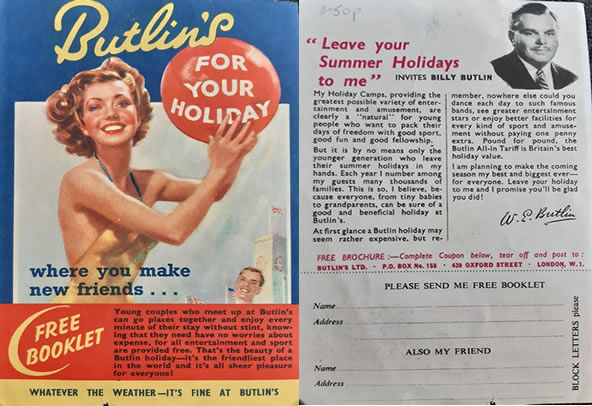 Butlin's
FOR
YOUR
HOLIDAY
where you make
new friends . . .
FREE
BOOKLET
Young couples who meet up at Butlin's
can go places together and enjoy every
minute of their stay without stint, know-
ing that they need have no worries about
expense, for all entertainment and sport
are provided free. That's the beauty of a
Butlin holiday—it's the friendliest place
in the world and it's all sheer pleasure
for everyone!
WHATEVER THE WEATHER—IT'S FINE AT BUTLIN'S
50p
"Leave your
Summer Holidays
to me"
INVITES BILLY BUTLIN
My Holiday Camps, providing the
greatest possible variety of enter-
tainment and amusement, are
clearly a "natural" for young
people who want to pack their
days of freedom with good sport,
good fun and good fellowship.
But it is by no means only the
younger generation who leave
their summer holidays in my
hands. Each year I number among
my guests many thousands of
families. This is so, I believe, be-
cause everyone, from tiny babies
to grandparents, can be sure of a
good and beneficial holiday at
Butlin's.
At first glance a Butlin holiday may
seem rather expensive, but re-
member, nowhere else could you
dance each day to such famous
bands, see greater entertainment
stars or enjoy better facilities for
every kind of sport and amuse-
ment without paying one penny
extra. Pound for pound, the
Butlin All-in Tariff is Britain's best
holiday value.
I am planning to make the coming
season my best and biggest ever—
for everyone. Leave your holiday
to me and I promise you'll be glad
you did!
W. E. Butlin
FREE BROCHURE :—Complete Coupon below, tear off and post to :
BUTLIN'S LTD. • P.O. BOX No. 158 • 439 OXFORD STREET • LONDON, W.1.
PLEASE SEND ME FREE BOOKLET
Name
Address
ALSO MY FRIEND
Name
Address
BLOCK LETTERS please